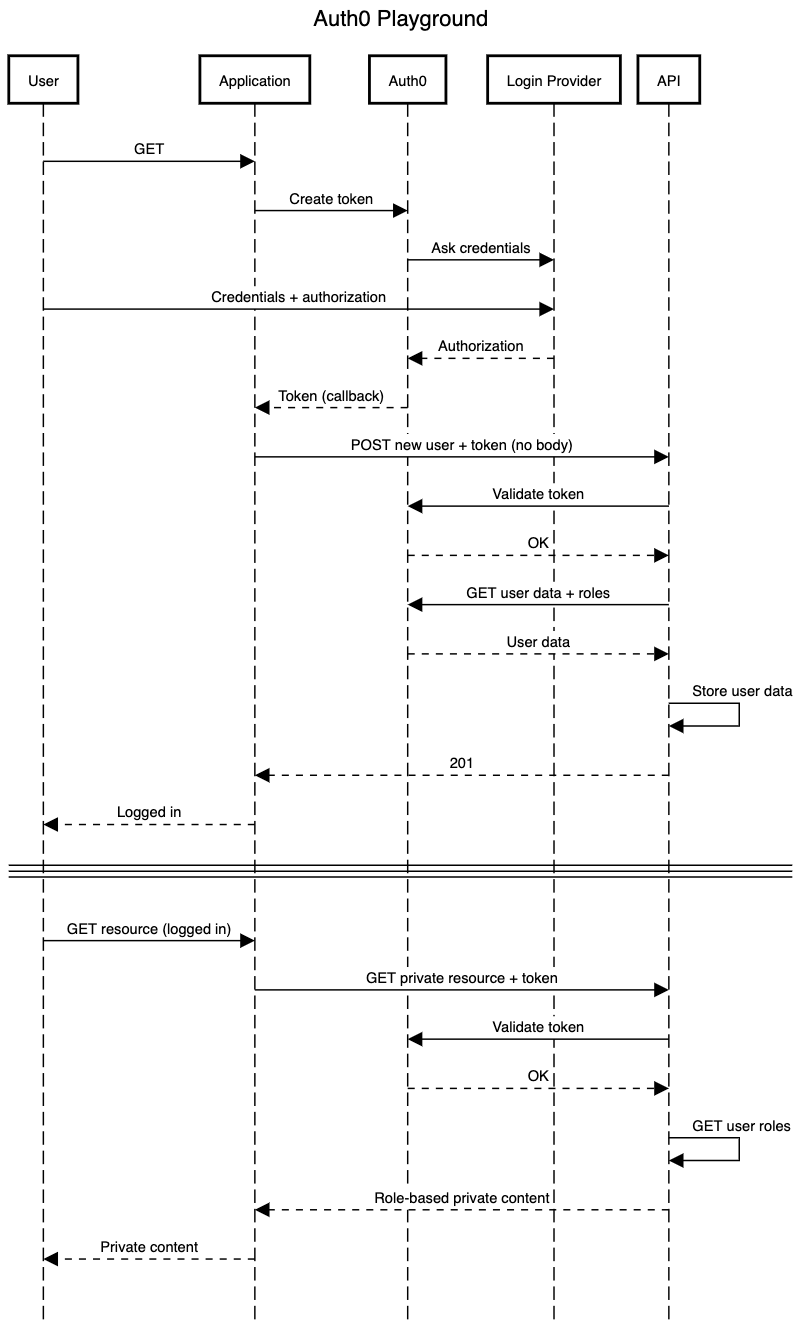 Auth0 Playground
User
Application
Auth0
Login Provider
API
GET
Create token
Ask credentials
Credentials + authorization
Authorization
Token (callback)
POST new user + token (no body)
Validate token
OK
GET user data + roles
User data
Store user data
201
Logged in
GET resource (logged in)
GET private resource + token
Validate token
OK
GET user roles
Role-based private content
Private content